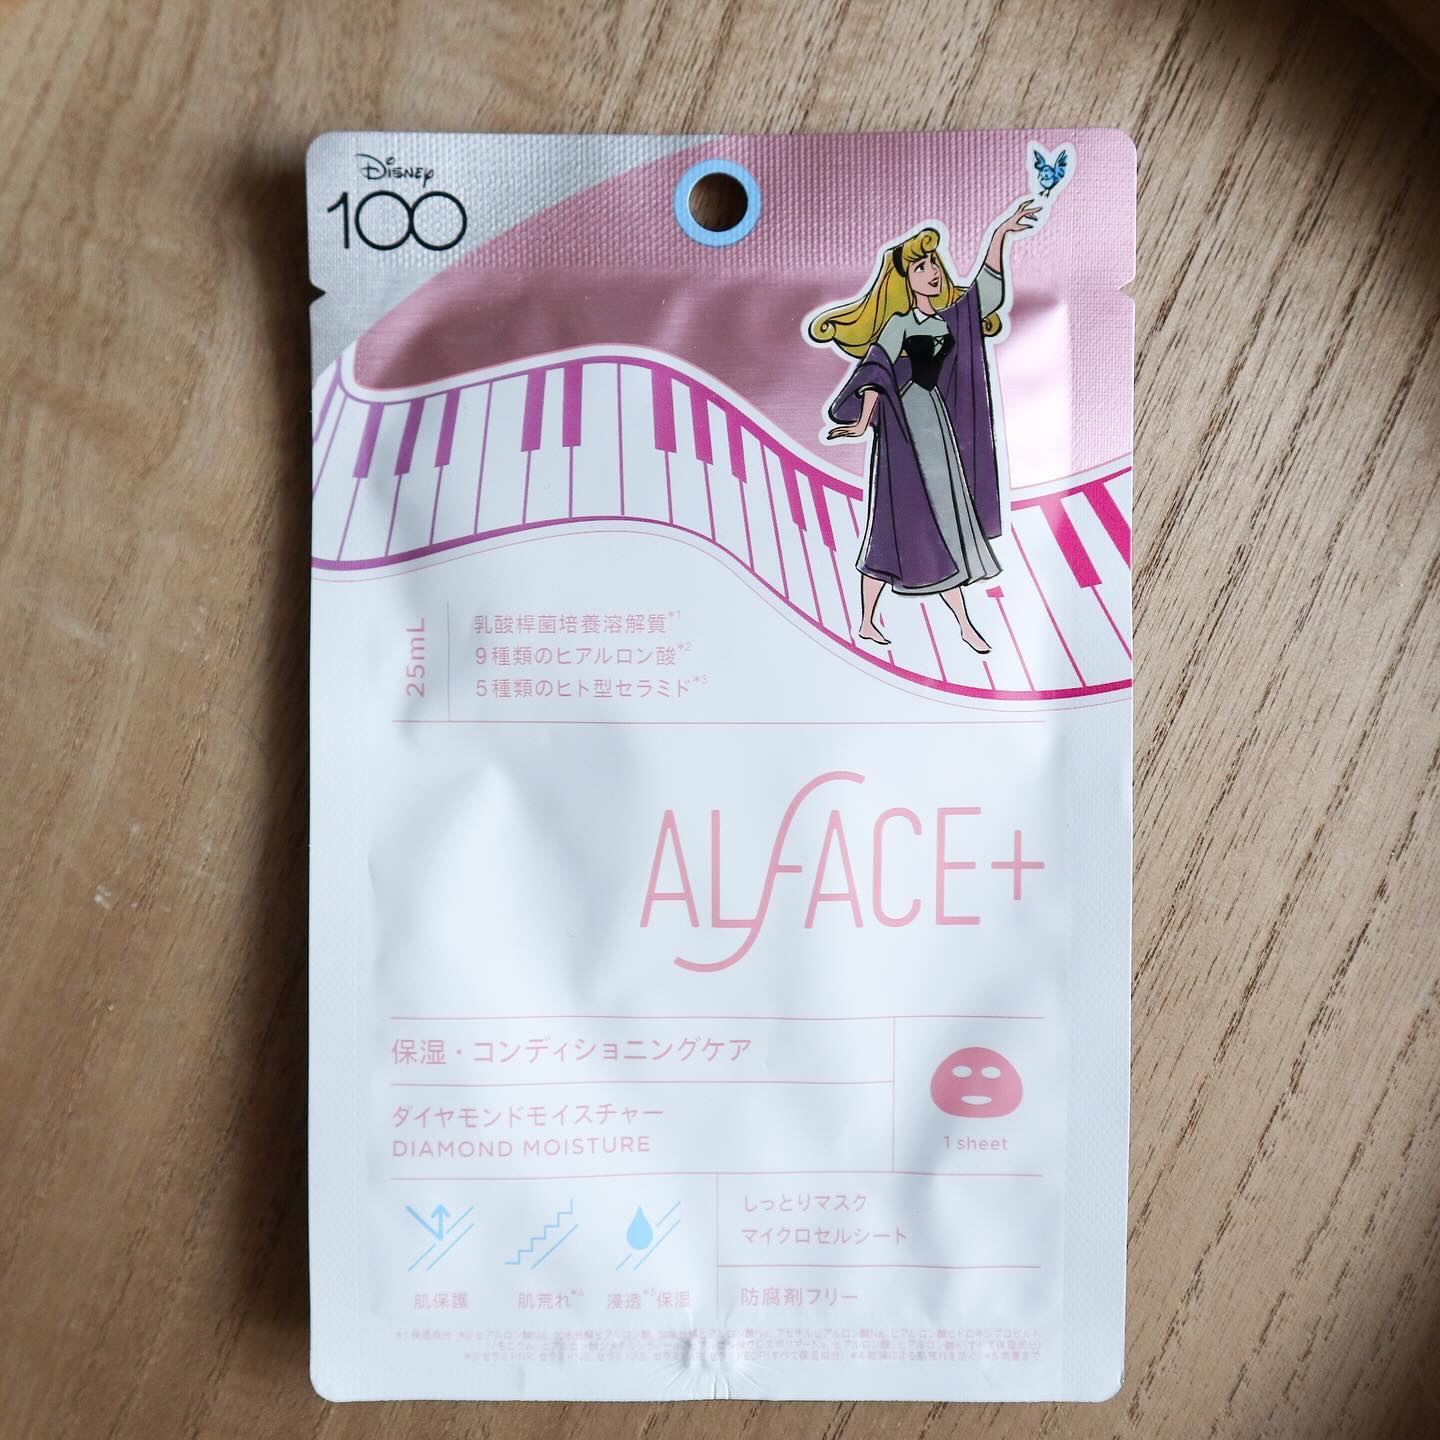 Disney
100
25mL
乳酸桿菌培養溶解質*1
9種類のヒアルロン酸*2
5種類のヒト型セラミド*3
ALFACE+
保湿・コンディショニングケア
ダイヤモンドモイスチャー
DIAMOND MOISTURE
1 sheet
肌保護
肌荒れ*4
浸透*5保湿
しっとりマスク
マイクロセルシート
防腐剤フリー